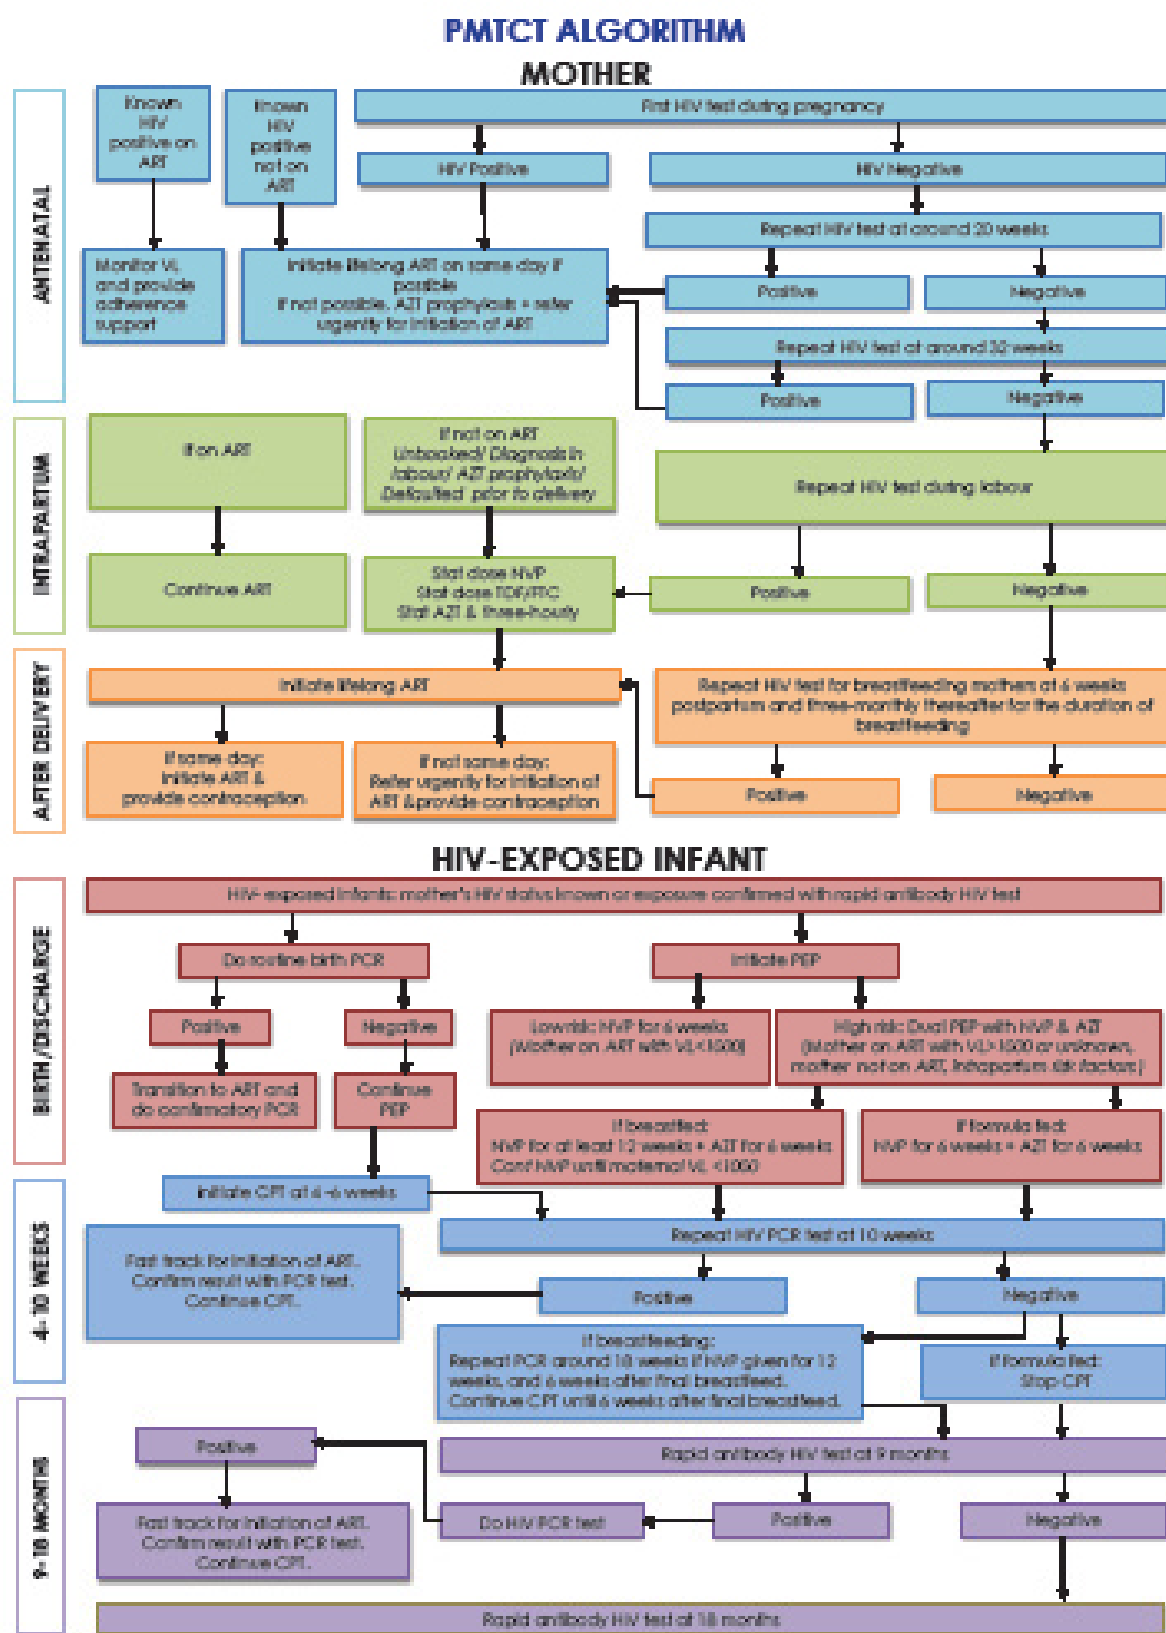 PMTCT ALGORITHM
MOTHER
ANTENATAL
Known
HIV
positive on
ART
Known
HIV
positive
not on
ART
First HIV test during pregnancy
HIV Positive
HIV Negative
Repeat HIV test at around 20 weeks
Monitor VL
and provide
adherence
support
Initiate lifelong ART on same day if
possible
If not possible, AZT prophylaxis + refer
urgently for initiation of ART
Positive
Negative
Repeat HIV test at around 32 weeks
Positive
Negative
INTRAPARTUM
If on ART
If not on ART
Unbooked/ Diagnosis in
labour/ AZT prophylaxis/
Defaulted prior to delivery
Repeat HIV test during labour
Continue ART
Stat dose NVP
Stat dose TDF/FTC
Stat AZT & three-hourly
Positive
Negative
AFTER DELIVERY
Initiate lifelong ART
Repeat HIV test for breastfeeding mothers at 6 weeks
postpartum and three-monthly thereafter for the duration of
breastfeeding
If same day:
Initiate ART &
provide contraception
If not same day:
Refer urgently for initiation of
ART & provide contraception
Positive
Negative
HIV-EXPOSED INFANT
BIRTH/DISCHARGE
HIV- exposed infants: mother's HIV status known or exposure confirmed with rapid antibody HIV test
Do routine birth PCR
Initiate PEP
Positive
Negative
Low risk: NVP for 6 weeks
(Mother on ART with VL<1000)
High risk: Dual PEP with NVP & AZT
(Mother on ART with VL>1000 or unknown,
mother not on ART, intrapartum risk factors)
Transition to ART and
do confirmatory PCR
Continue
PEP
If breastfed:
NVP for at least 12 weeks + AZT for 6 weeks
Cont NVP until maternal VL <1000
If formula fed:
NVP for 6 weeks + AZT for 6 weeks
4- 10 WEEKS
Initiate CPT at 4 -6 weeks
Repeat HIV PCR test at 10 weeks
Fast track for initiation of ART.
Confirm result with PCR test.
Continue CPT.
Positive
Negative
If breastfeeding:
Repeat PCR around 18 weeks if NVP given for 12
weeks, and 6 weeks after final breastfeed.
Continue CPT until 6 weeks after final breastfeed.
If formula fed:
Stop CPT
9- 18 MONTHS
Positive
Rapid antibody HIV test at 9 months
Fast track for initiation of ART.
Confirm result with PCR test.
Continue CPT.
Do HIV PCR test
Positive
Negative
Rapid antibody HIV test at 18 months